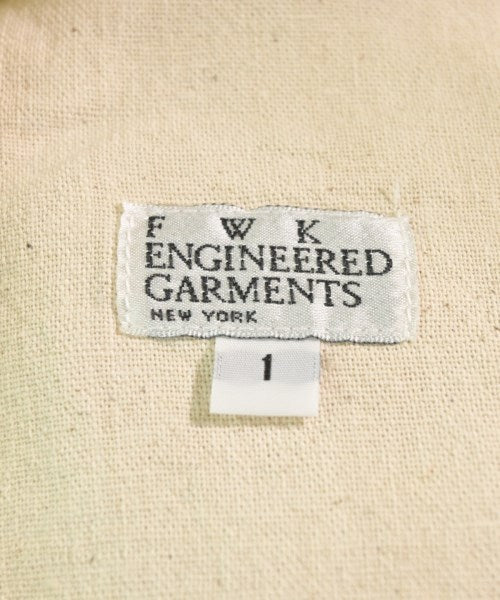 F W K
ENGINEERED
GARMENTS
NEW YORK
1